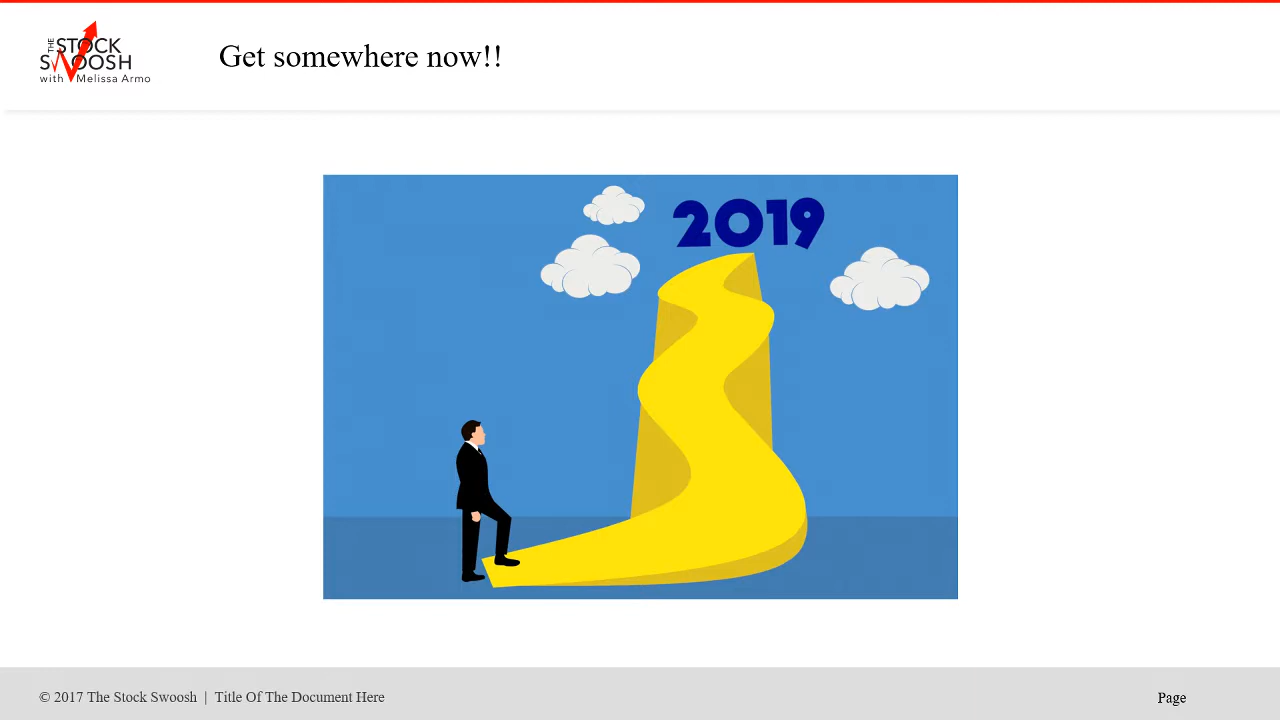 THE
STOCK
SWOOSH
with Melissa Armo
Get somewhere now!!
2019
© 2017 The Stock Swoosh | Title Of The Document Here
Page